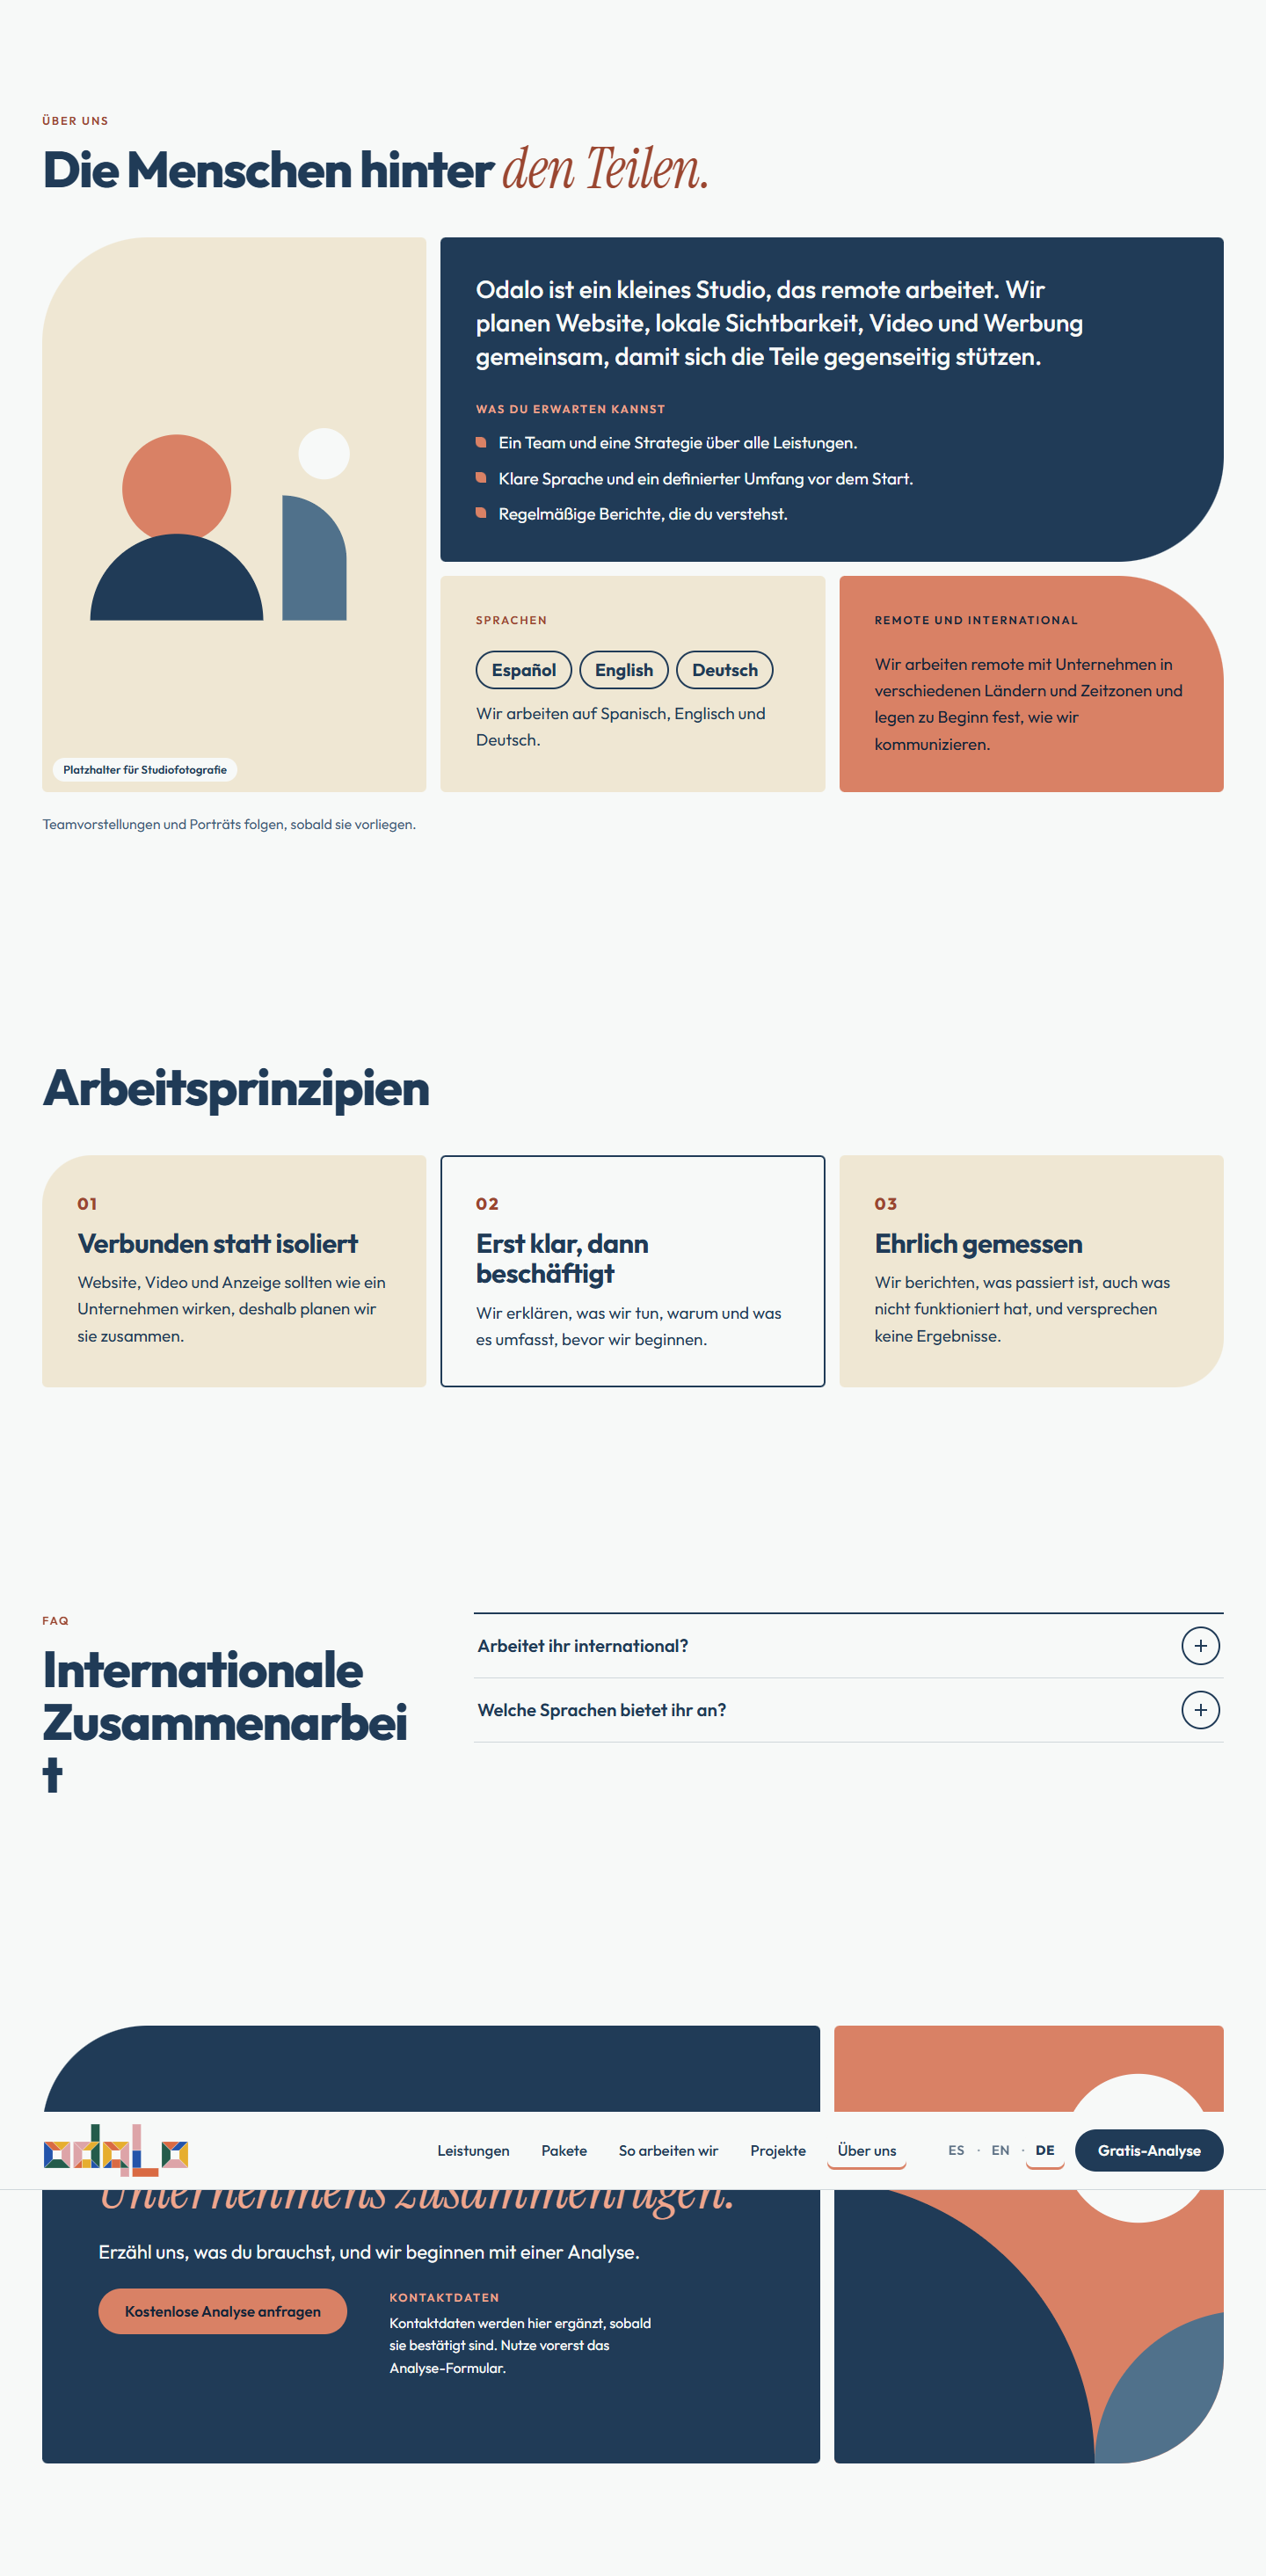 ÜBER UNS
Die Menschen hinter den Teilen.
Odalo ist ein kleines Studio, das remote arbeitet. Wir
planen Website, lokale Sichtbarkeit, Video und Werbung
gemeinsam, damit sich die Teile gegenseitig stützen.
WAS DU ERWARTEN KANNST
Ein Team und eine Strategie über alle Leistungen.
Klare Sprache und ein definierter Umfang vor dem Start.
Regelmäßige Berichte, die du verstehst.
Platzhalter für Studiofotografie
SPRACHEN
Español English Deutsch
Wir arbeiten auf Spanisch, Englisch und
Deutsch.
REMOTE UND INTERNATIONAL
Wir arbeiten remote mit Unternehmen in
verschiedenen Ländern und Zeitzonen und
legen zu Beginn fest, wie wir
kommunizieren.
Teamvorstellungen und Porträts folgen, sobald sie vorliegen.
Arbeitsprinzipien
01
Verbunden statt isoliert
Website, Video und Anzeige sollten wie ein
Unternehmen wirken, deshalb planen wir
sie zusammen.
02
Erst klar, dann
beschäftigt
Wir erklären, was wir tun, warum und was
es umfasst, bevor wir beginnen.
03
Ehrlich gemessen
Wir berichten, was passiert ist, auch was
nicht funktioniert hat, und versprechen
keine Ergebnisse.
FAQ
Internationale
Zusammenarbei
t
Arbeitet ihr international?
Welche Sprachen bietet ihr an?
odalo
Leistungen Pakete So arbeiten wir Projekte Über uns ES · EN · DE Gratis-Analyse
Unternehmens zusammenfügen.
Erzähl uns, was du brauchst, und wir beginnen mit einer Analyse.
Kostenlose Analyse anfragen
KONTAKTDATEN
Kontaktdaten werden hier ergänzt, sobald
sie bestätigt sind. Nutze vorerst das
Analyse-Formular.